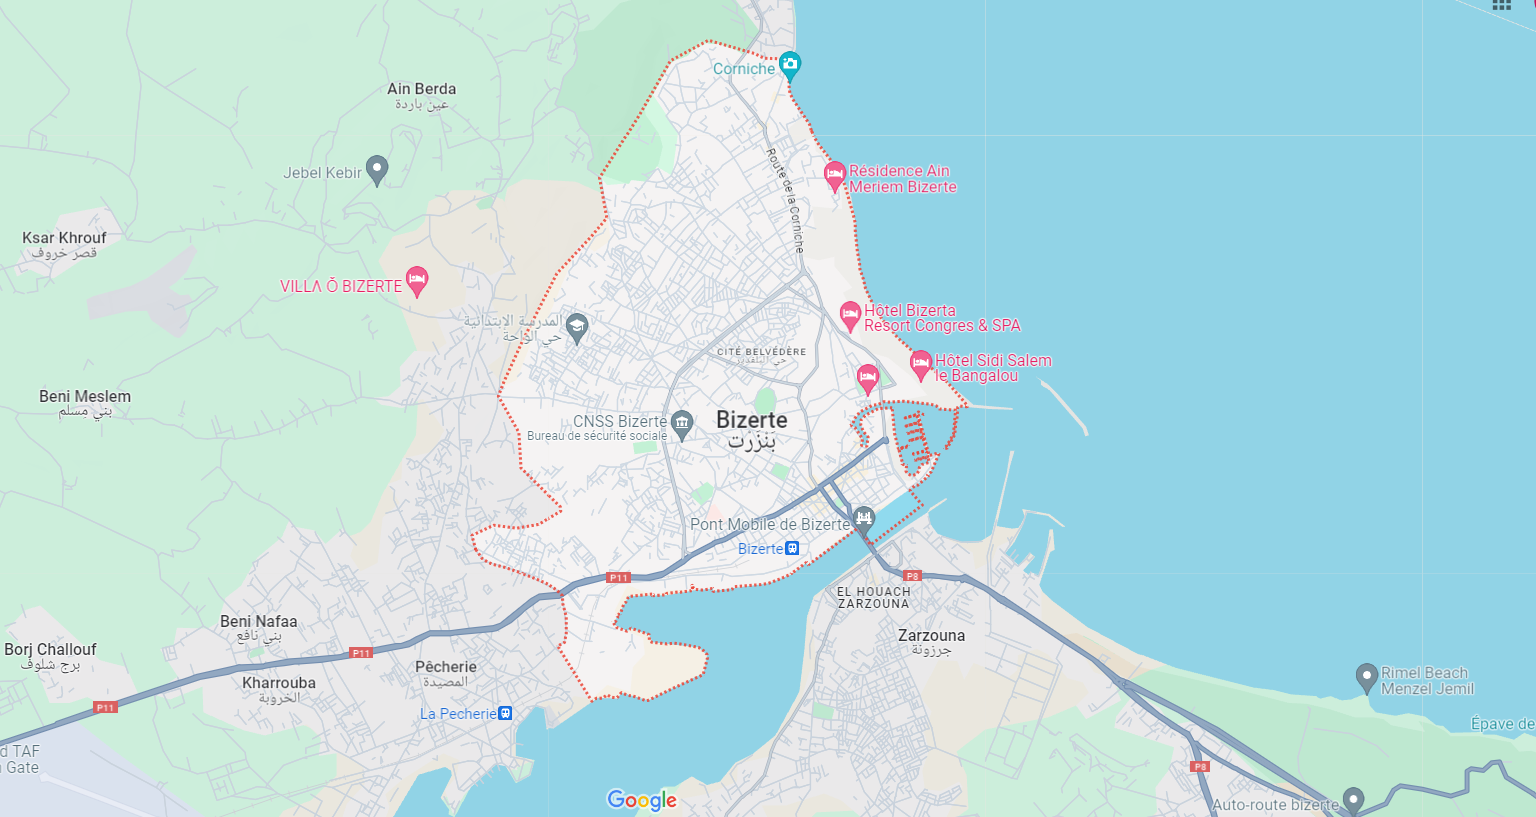 Corniche
Ain Berda
عين باردة
Jebel Kebir
Route de la Corniche
Résidence Ain
Meriem Bizerte
Ksar Khrouf
قصر خروف
VILLΛ Ǒ BIZERTE
Hôtel Bizerta
Resort Congres & SPA
المدرسة الابتدائية
حي الواحة
CITÉ BELVÉDÈRE
حي البلفدير
Hôtel Sidi Salem
le Bangalou
Beni Meslem
بني مسلم
CNSS Bizerte
Bureau de sécurité sociale
Bizerte
بنزرت
Pont Mobile de Bizerte
Bizerte
P11
P8
EL HOUACH
ZARZOUNA
Beni Nafaa
بني نافع
Zarzouna
جرزونة
Borj Challouf
برج شلوف
P11
Pêcherie
المصيدة
Kharrouba
الخروبة
Rimel Beach
Menzel Jemil
P11
La Pecherie
Épave de
d TAF
Gate
P8
Google
Auto-route bizerte